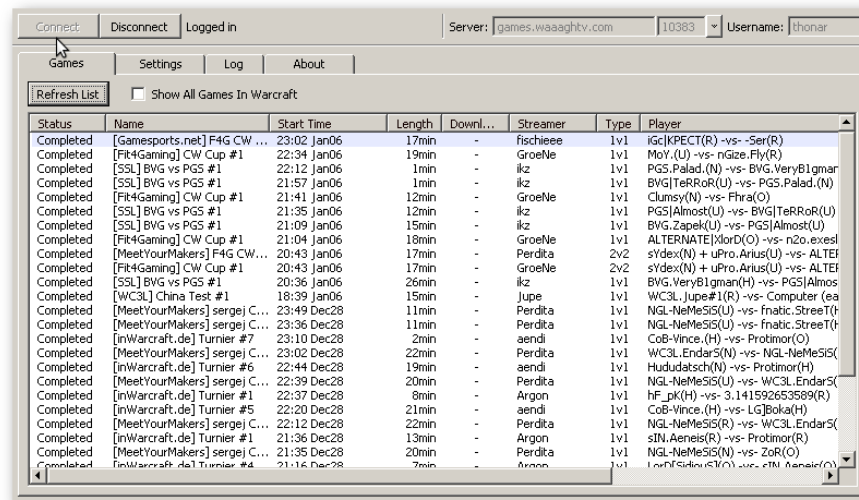 Connect Disconnect Logged in Server: games.waaaghtv.com 10383 Username: thonar
Games Settings Log About
Refresh List Show All Games In Warcraft
Status Name Start Time Length Downl... Streamer Type Player
Completed [Gamesports.net] F4G CW ... 23:02 Jan06 17min - fischieee 1v1 iGc|KPECT(R) -vs- -Ser(R)
Completed [Fit4Gaming] CW Cup #1 22:34 Jan06 19min - GroeNe 1v1 MoY.(U) -vs- nGize.Fly(R)
Completed [SSL] BVG vs PGS #1 22:12 Jan06 1min - ikz 1v1 PGS.Palad.(N) -vs- BVG.VeryB1gman
Completed [SSL] BVG vs PGS #1 21:57 Jan06 1min - ikz 1v1 BVG|TeRRoR(U) -vs- PGS.Palad.(N)
Completed [Fit4Gaming] CW Cup #1 21:41 Jan06 12min - GroeNe 1v1 Clumsy(N) -vs- Fhra(O)
Completed [SSL] BVG vs PGS #1 21:35 Jan06 12min - ikz 1v1 PGS|Almost(U) -vs- BVG|TeRRoR(U)
Completed [SSL] BVG vs PGS #1 21:09 Jan06 15min - ikz 1v1 BVG.Zapek(U) -vs- PGS|Almost(U)
Completed [Fit4Gaming] CW Cup #1 21:04 Jan06 18min - GroeNe 1v1 ALTERNATE|XlorD(O) -vs- n2o.exesl
Completed [MeetYourMakers] F4G CW... 20:43 Jan06 17min - Perdita 2v2 sYdex(N) + uPro.Arius(U) -vs- ALTEF
Completed [Fit4Gaming] CW Cup #1 20:43 Jan06 17min - GroeNe 2v2 sYdex(N) + uPro.Arius(U) -vs- ALTEF
Completed [SSL] BVG vs PGS #1 20:36 Jan06 26min - ikz 1v1 BVG.VeryB1gman(H) -vs- PGS|Almos
Completed [WC3L] China Test #1 18:39 Jan06 15min - Jupe 1v1 WC3L.Jupe#1(R) -vs- Computer (ea
Completed [MeetYourMakers] sergej C... 23:49 Dec28 11min - Perdita 1v1 NGL-NeMeSiS(U) -vs- fnatic.StreeT(H
Completed [MeetYourMakers] sergej C... 23:36 Dec28 11min - Perdita 1v1 NGL-NeMeSiS(U) -vs- fnatic.StreeT(H
Completed [inWarcraft.de] Turnier #7 23:10 Dec28 2min - aendi 1v1 CoB-Vince.(H) -vs- Protimor(O)
Completed [MeetYourMakers] sergej C... 23:02 Dec28 22min - Perdita 1v1 WC3L.EndarS(N) -vs- NGL-NeMeSiS(
Completed [inWarcraft.de] Turnier #6 22:44 Dec28 19min - aendi 1v1 Hududatsch(N) -vs- Protimor(H)
Completed [MeetYourMakers] sergej C... 22:39 Dec28 20min - Perdita 1v1 NGL-NeMeSiS(U) -vs- WC3L.EndarS(
Completed [inWarcraft.de] Turnier #1 22:37 Dec28 8min - Argon 1v1 hF_pK(H) -vs- 3.141592653589(R)
Completed [inWarcraft.de] Turnier #5 22:20 Dec28 21min - aendi 1v1 CoB-Vince.(H) -vs- LG]Boka(H)
Completed [MeetYourMakers] sergej C... 22:12 Dec28 22min - Perdita 1v1 NGL-NeMeSiS(R) -vs- WC3L.EndarS(
Completed [inWarcraft.de] Turnier #1 21:36 Dec28 13min - Argon 1v1 sIN.Aeneis(R) -vs- Protimor(R)
Completed [MeetYourMakers] sergej C... 21:35 Dec28 20min - Perdita 1v1 NGL-NeMeSiS(N) -vs- ZoR(O)
Completed [inWarcraft.de] Turnier #4 21:16 Dec28 7min - Argon 1v1 LorD[SidiouS](O) -vs- sIN.Aeneis(O)